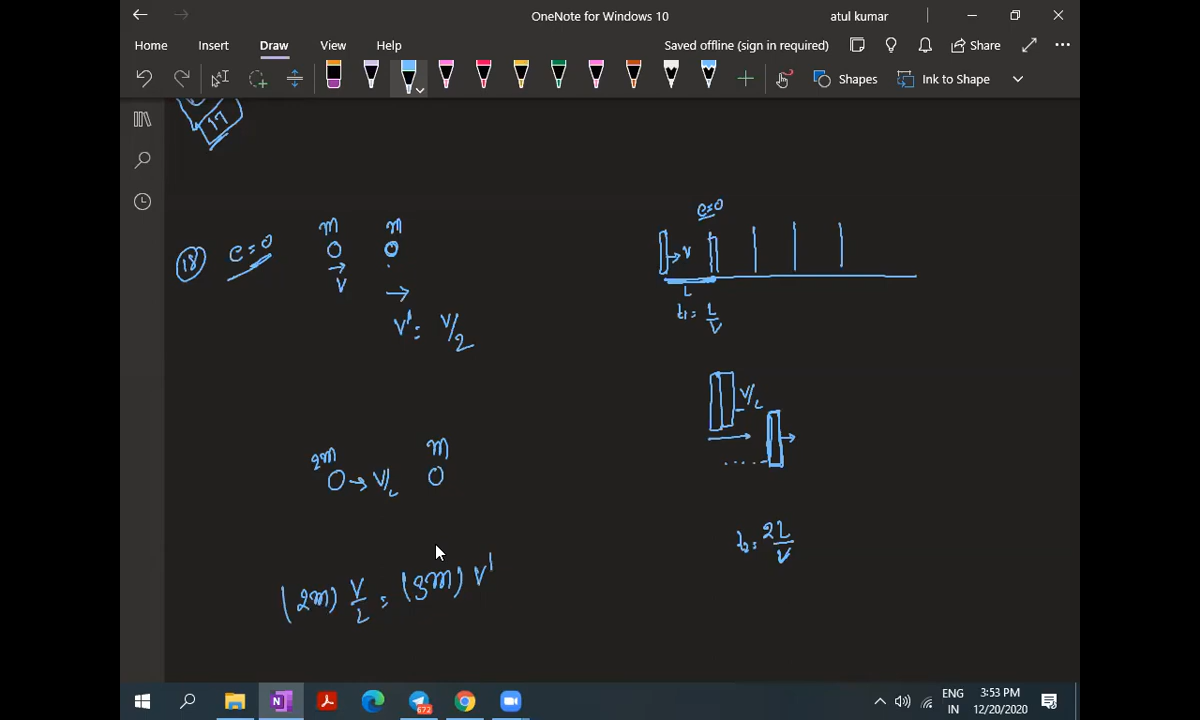 OneNote for Windows 10
atul kumar
Home Insert Draw View Help
Saved offline (sign in required)
Share
Shapes
Ink to Shape
17
18 e=0
m m
V
V' = V/2
e=0
V
L
t1 = L/V
V/2
2m m
V/2
t2 = 2L/V
(2m) V/2 = (3m) V'
672
ENG
IN
3:53 PM
12/20/2020